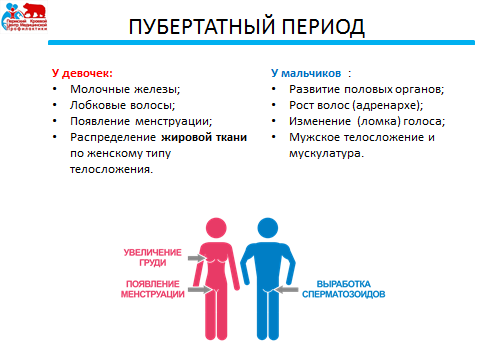 Пермский Краевой
Центр Медицинской
Профилактики
ПУБЕРТАТНЫЙ ПЕРИОД
У девочек:
• Молочные железы;
• Лобковые волосы;
• Появление менструации;
• Распределение жировой ткани
по женскому типу
телосложения.
У мальчиков :
• Развитие половых органов;
• Рост волос (адренархе);
• Изменение (ломка) голоса;
• Мужское телосложение и
мускулатура.
УВЕЛИЧЕНИЕ
ГРУДИ
ПОЯВЛЕНИЕ
МЕНСТРУАЦИИ
ВЫРАБОТКА
СПЕРМАТОЗОИДОВ